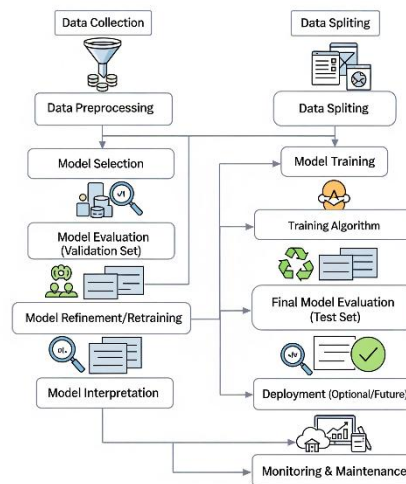 Data Collection
Data Spliting
Data Preprocessing
Data Spliting
Model Selection
Model Training
Training Algorithm
Model Evaluation
(Validation Set)
Final Model Evaluation
(Test Set)
Model Refinement/Retraining
Model Interpretation
Deployment (Optional/Future)
Monitoring & Maintenance